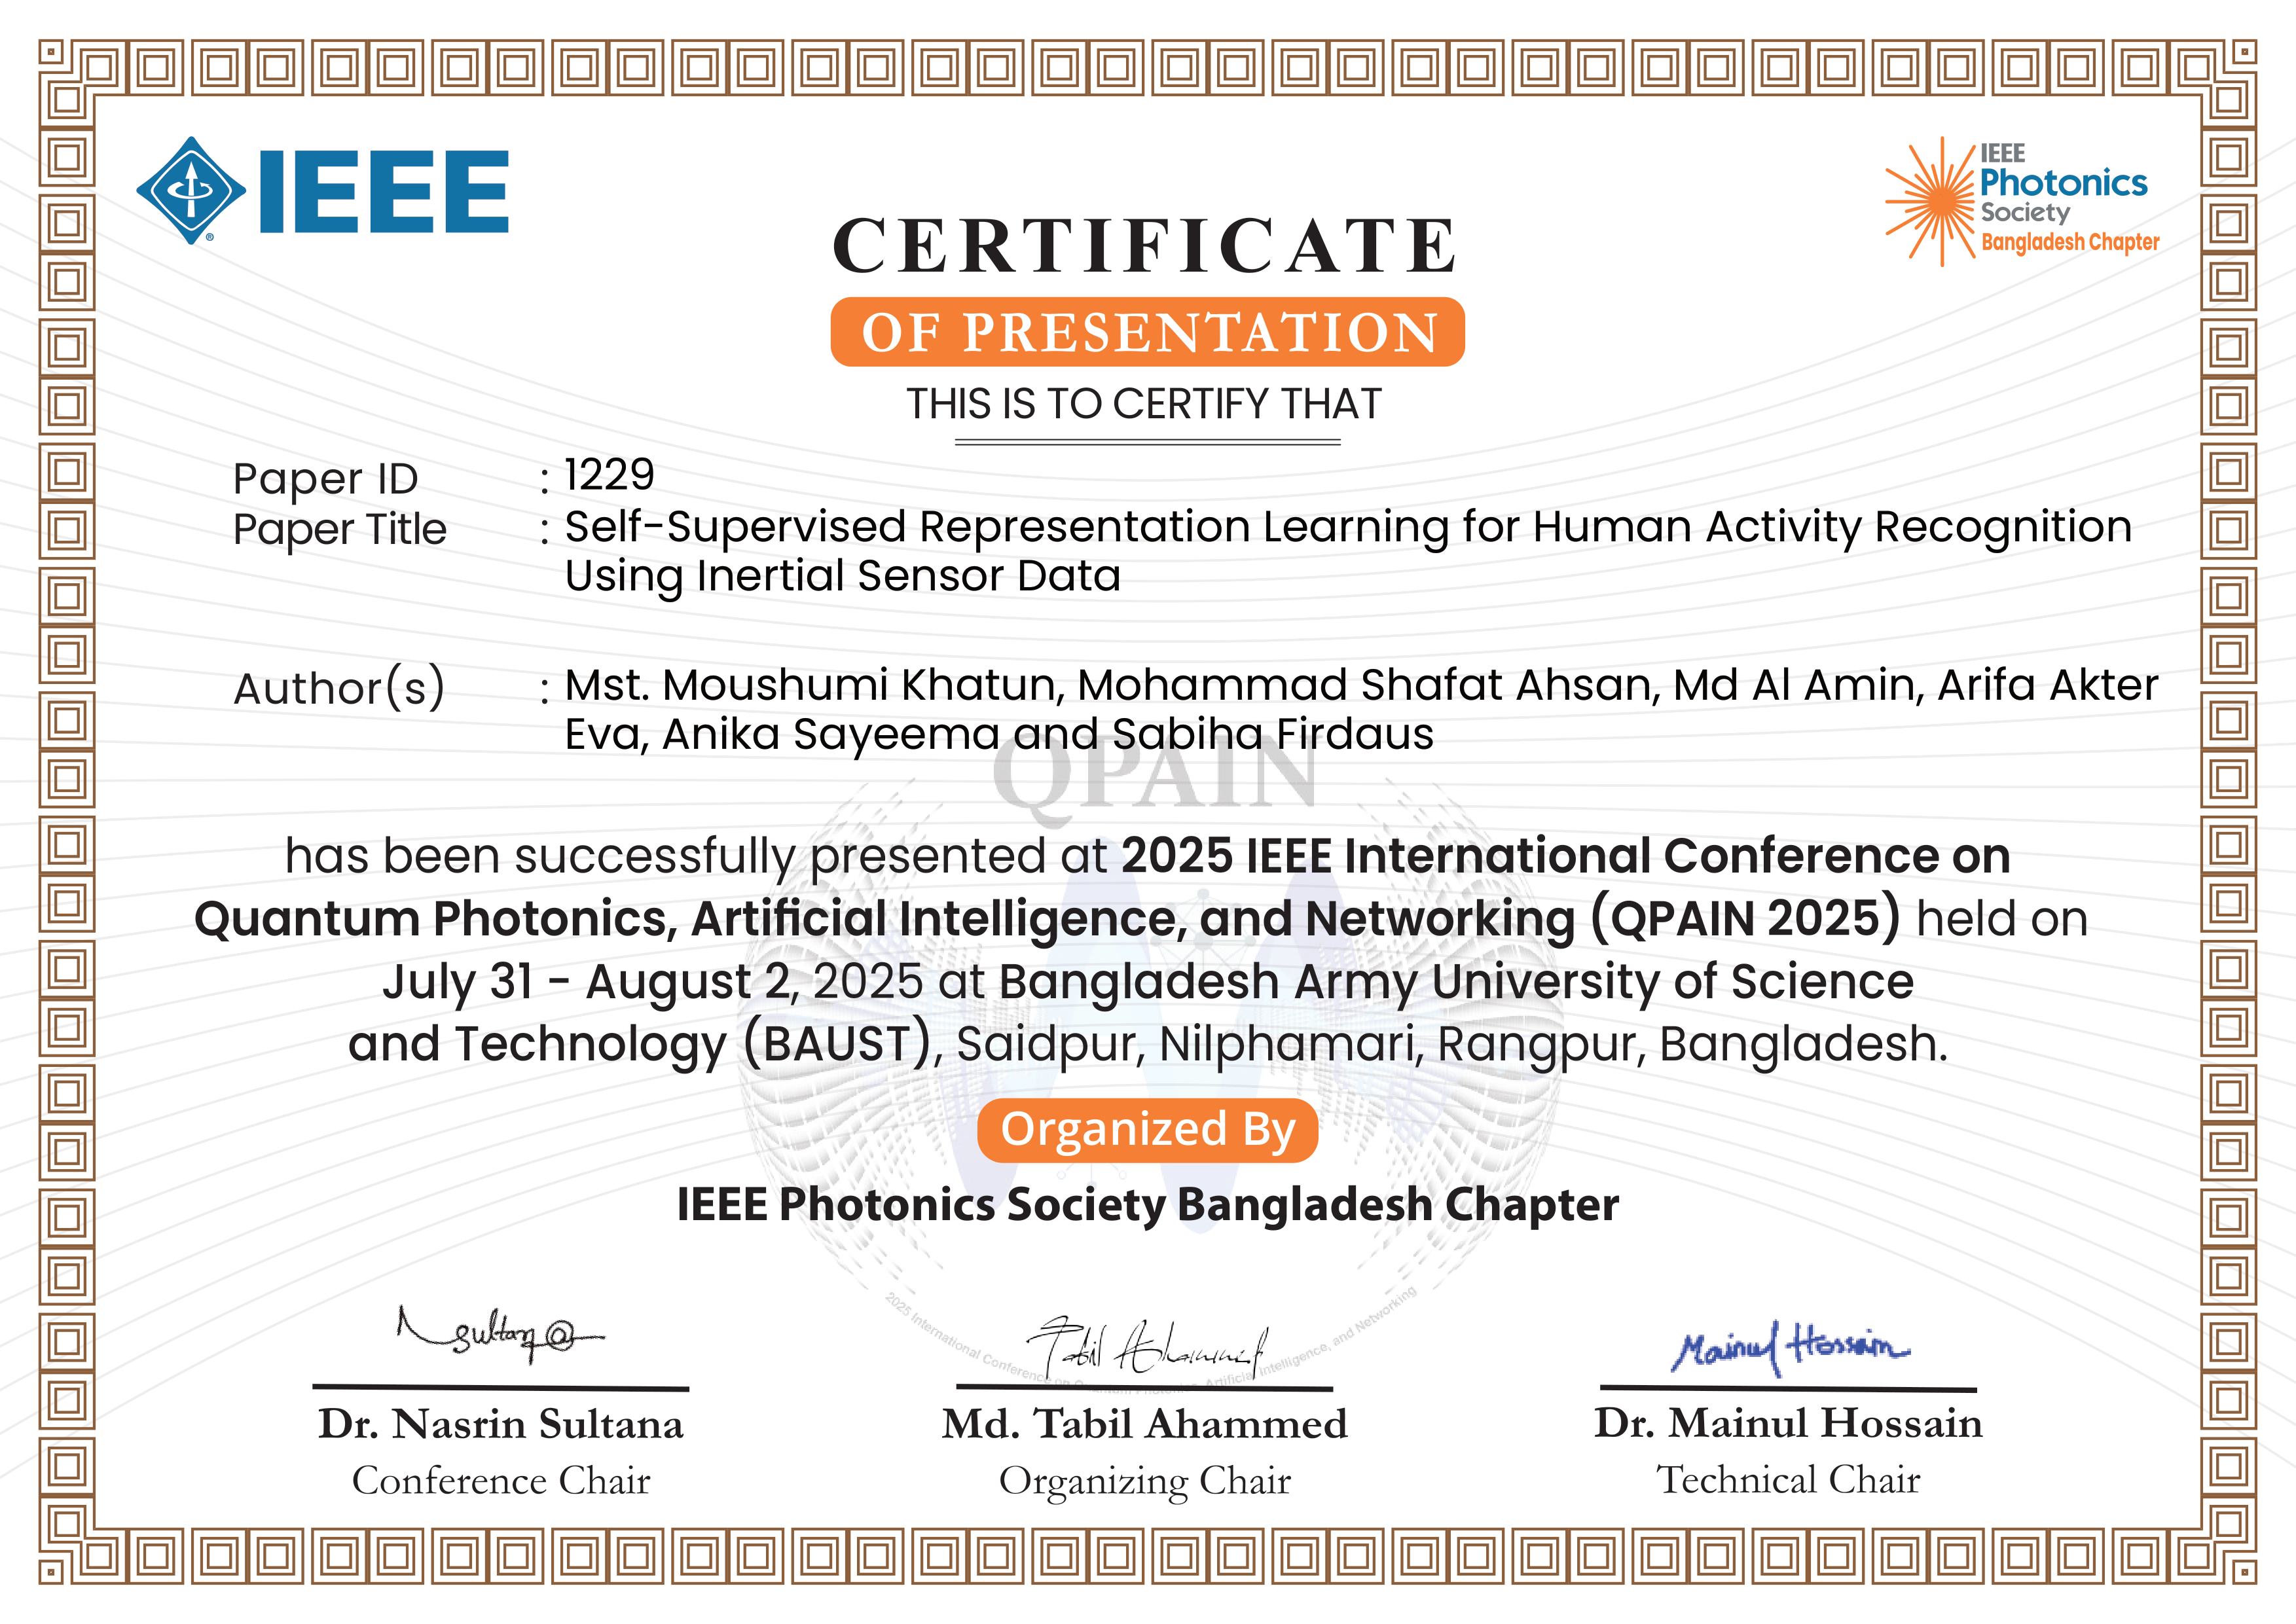 IEEE
IEEE
Photonics
Society
Bangladesh Chapter
CERTIFICATE
OF PRESENTATION
THIS IS TO CERTIFY THAT
Paper ID : 1229
Paper Title : Self-Supervised Representation Learning for Human Activity Recognition
Using Inertial Sensor Data
Author(s) : Mst. Moushumi Khatun, Mohammad Shafat Ahsan, Md Al Amin, Arifa Akter
Eva, Anika Sayeema and Sabiha Firdaus
QPAIN
has been successfully presented at 2025 IEEE International Conference on
Quantum Photonics, Artificial Intelligence, and Networking (QPAIN 2025) held on
July 31 - August 2, 2025 at Bangladesh Army University of Science
and Technology (BAUST), Saidpur, Nilphamari, Rangpur, Bangladesh.
Organized By
IEEE Photonics Society Bangladesh Chapter
2025 International Conference on Quantum Photonics, Artificial Intelligence, and Networking
Tabil Ahammed
Mainul Hossain
Dr. Nasrin Sultana
Conference Chair
Md. Tabil Ahammed
Organizing Chair
Dr. Mainul Hossain
Technical Chair